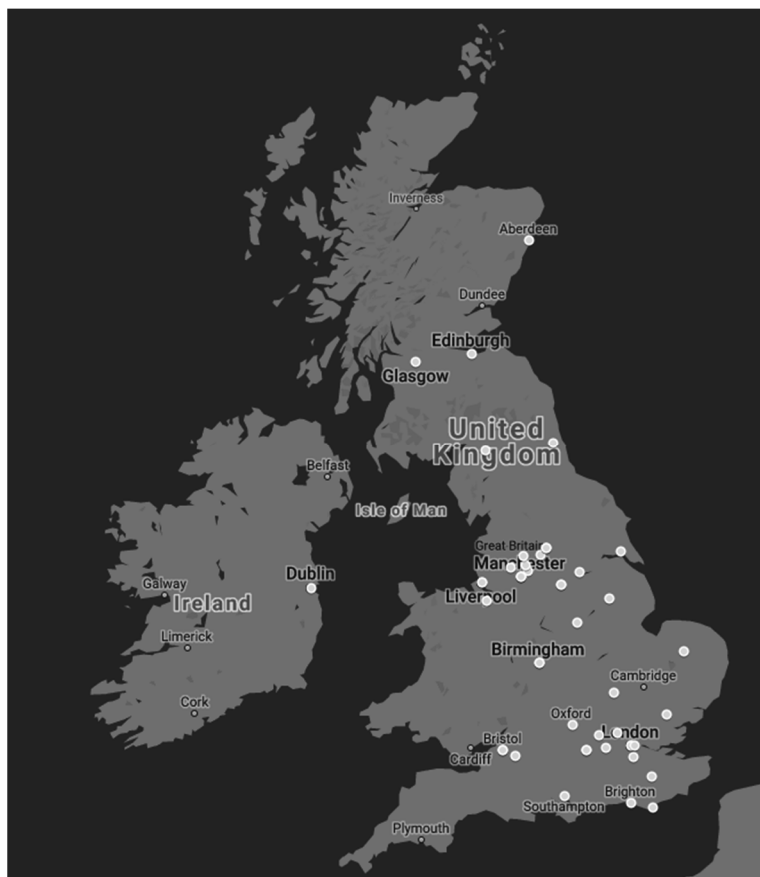 Inverness
Aberdeen
Dundee
Edinburgh
Glasgow
United
Kingdom
Belfast
Isle of Man
Great Britain
Manchester
Dublin
Galway
Ireland
Liverpool
Limerick
Birmingham
Cambridge
Cork
Oxford
London
Bristol
Cardiff
Brighton
Southampton
Plymouth